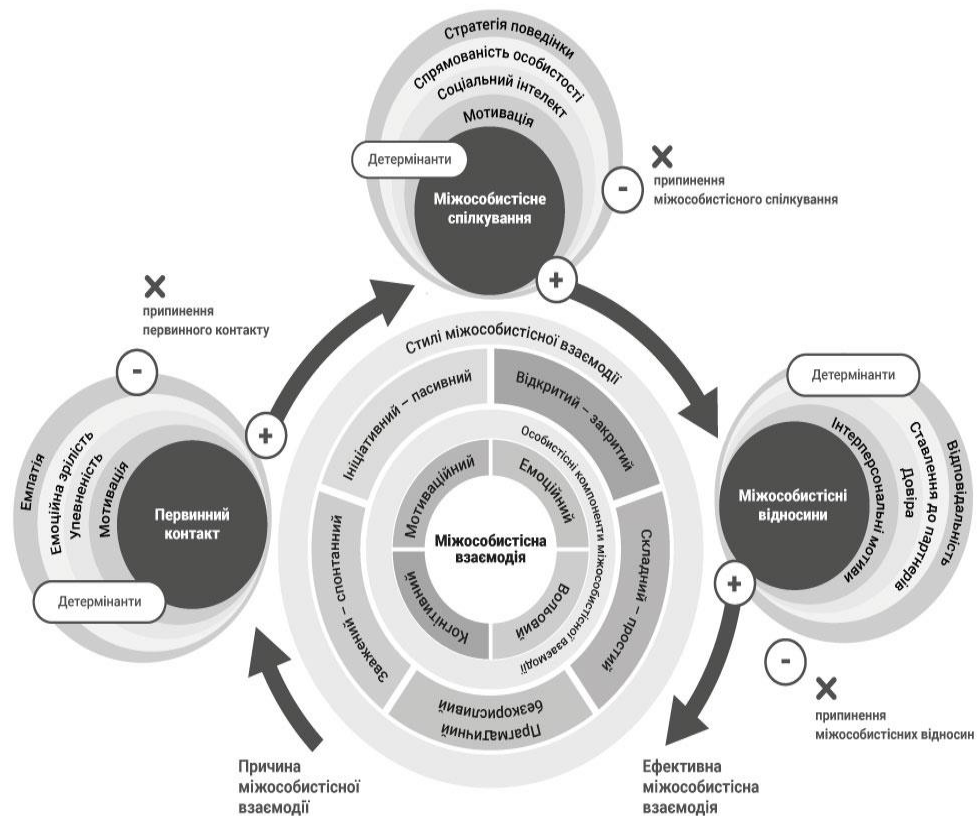 Стратегія поведінки
Спрямованість особистості
Соціальний інтелект
Мотивація
Детермінанти
Міжособистісне
спілкування
припинення
міжособистісного спілкування
-
+
припинення
первинного контакту
-
+
Емпатія
Емоційна зрілість
Упевненість
Мотивація
Первинний
контакт
Детермінанти
Стилі міжособистісної взаємодії
Ініціативний – пасивний
Відкритий – закритий
Складний – простий
Прагматичний
безкорисливий
Зважений – спонтанний
Особистісні компоненти міжособистісної взаємодії
Мотиваційний
Емоційний
Вольовий
Когнітивний
Міжособистісна
взаємодія
Детермінанти
Міжособистісні
відносини
Інтерперсональні мотиви
Довіра
Ставлення до партнерів
Відповідальність
+
-
припинення
міжособистісних відносин
Причина
міжособистісної
взаємодії
Ефективна
міжособистісна
взаємодія